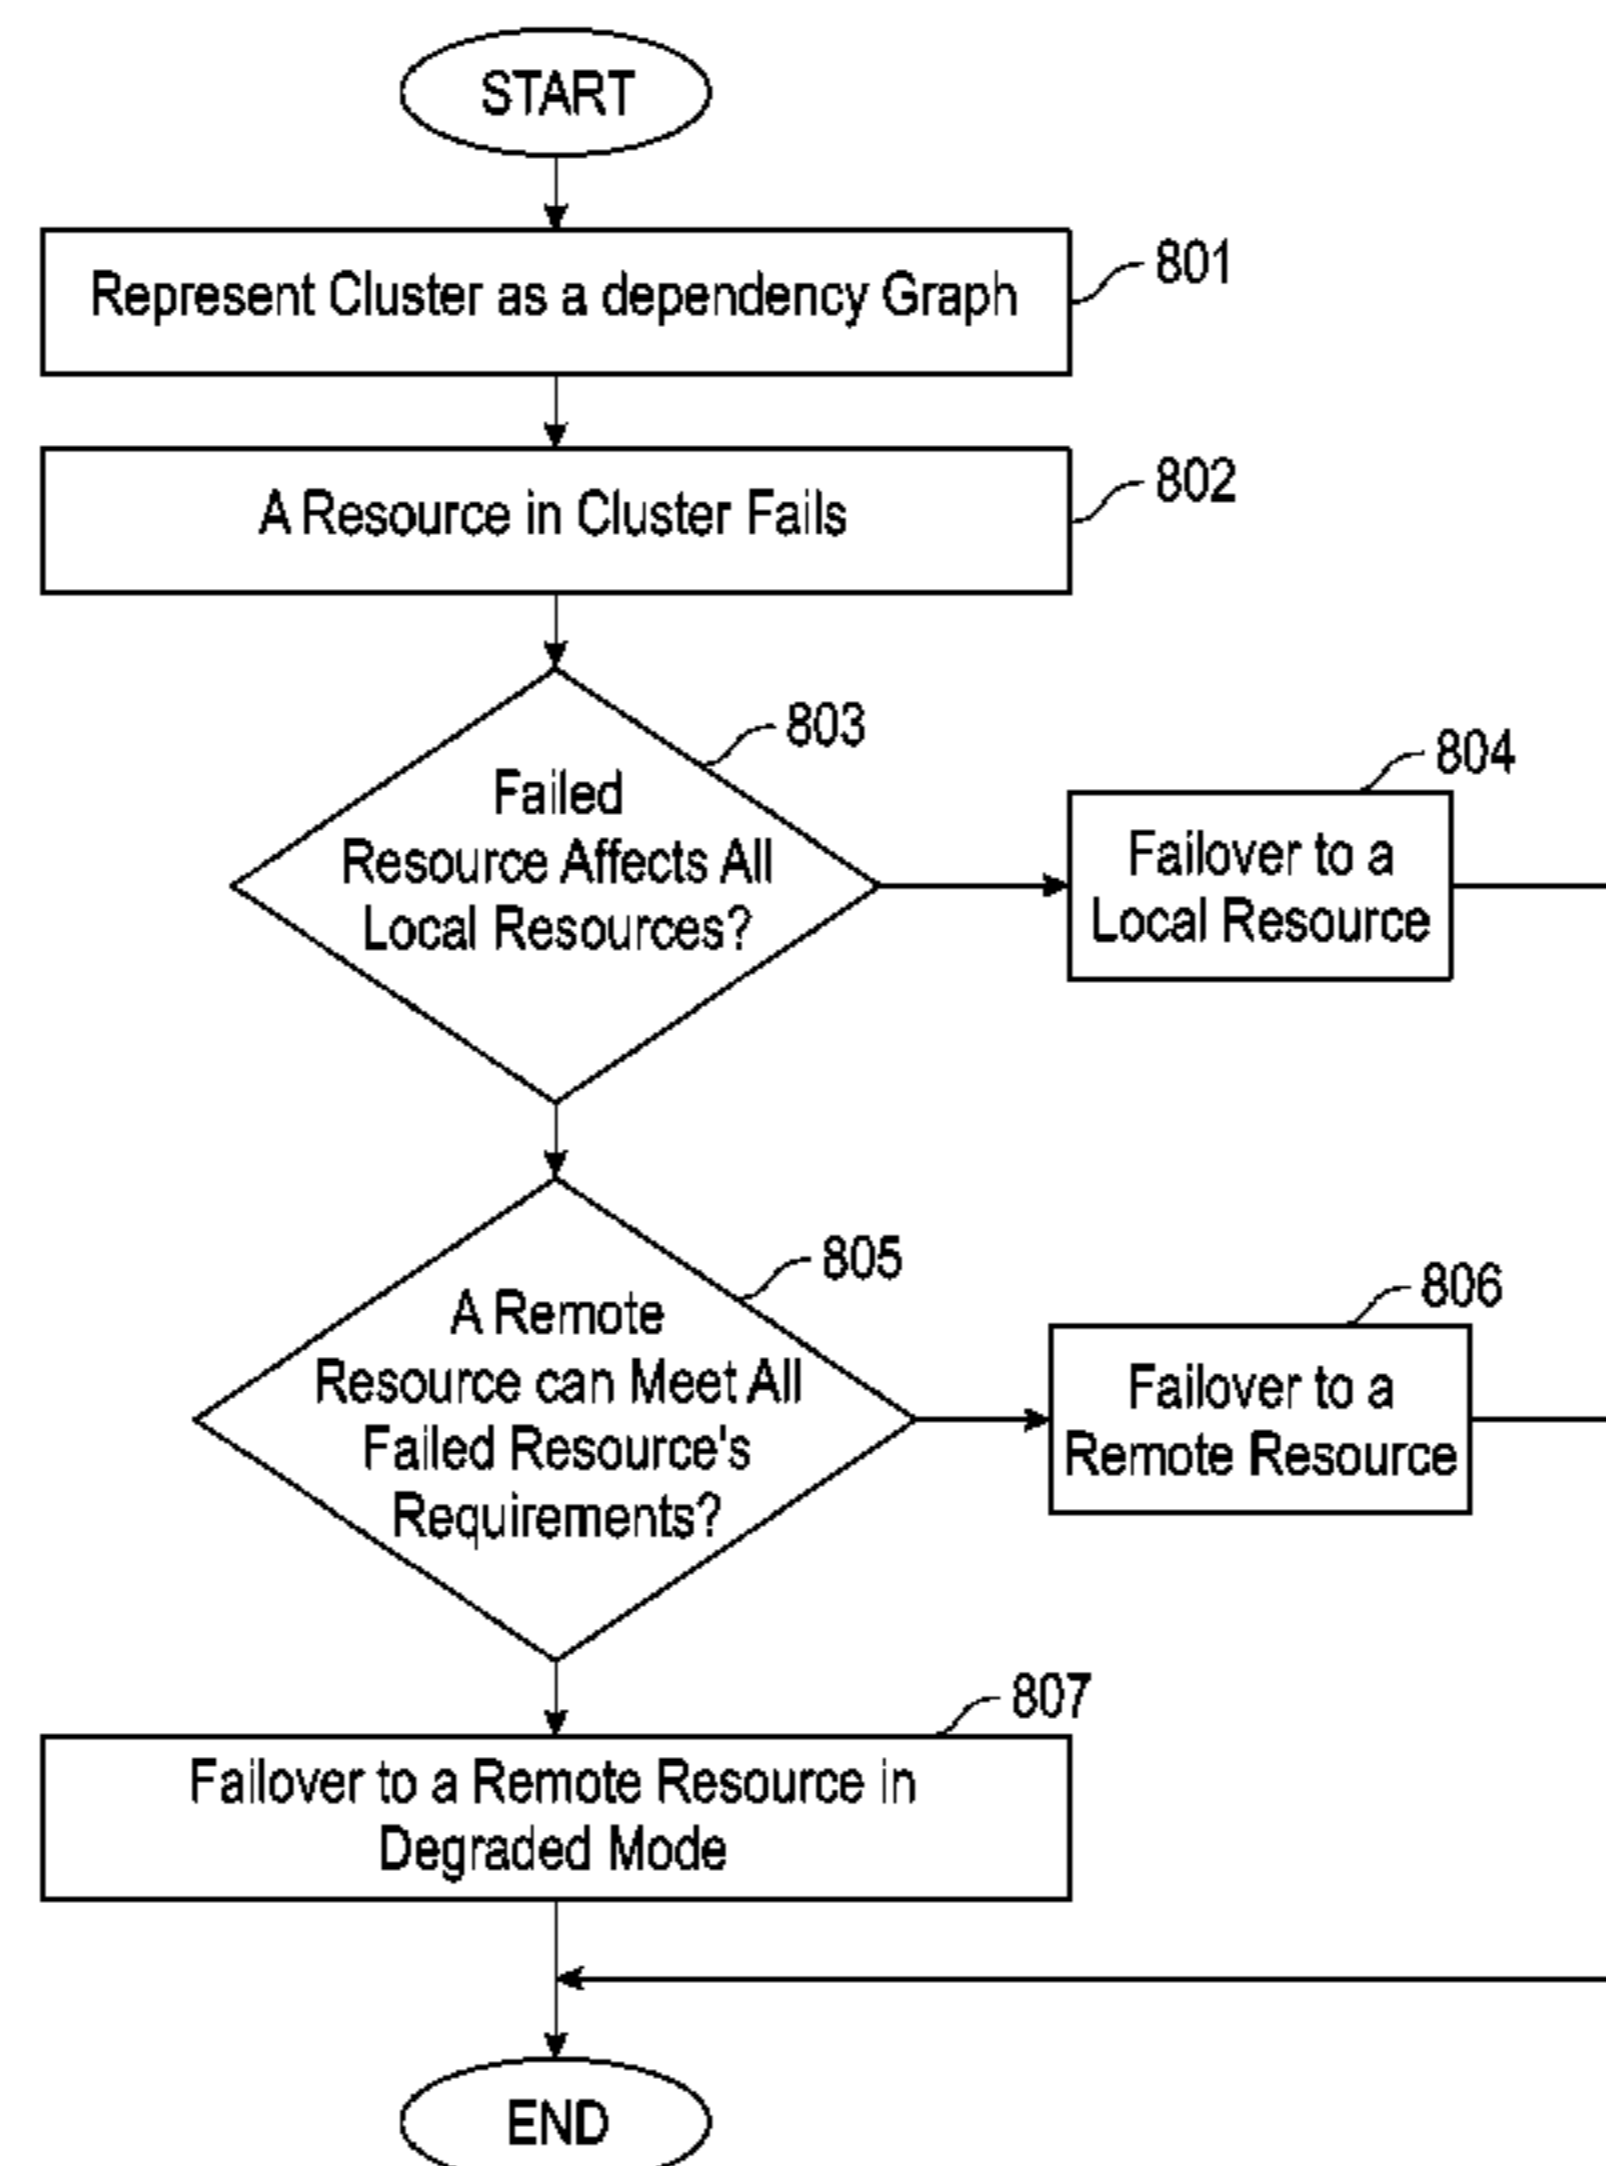 START
Represent Cluster as a dependency Graph
801
A Resource in Cluster Fails
802
803
Failed
Resource Affects All
Local Resources?
804
Failover to a
Local Resource
805
A Remote
Resource can Meet All
Failed Resource's
Requirements?
806
Failover to a
Remote Resource
807
Failover to a Remote Resource in
Degraded Mode
END